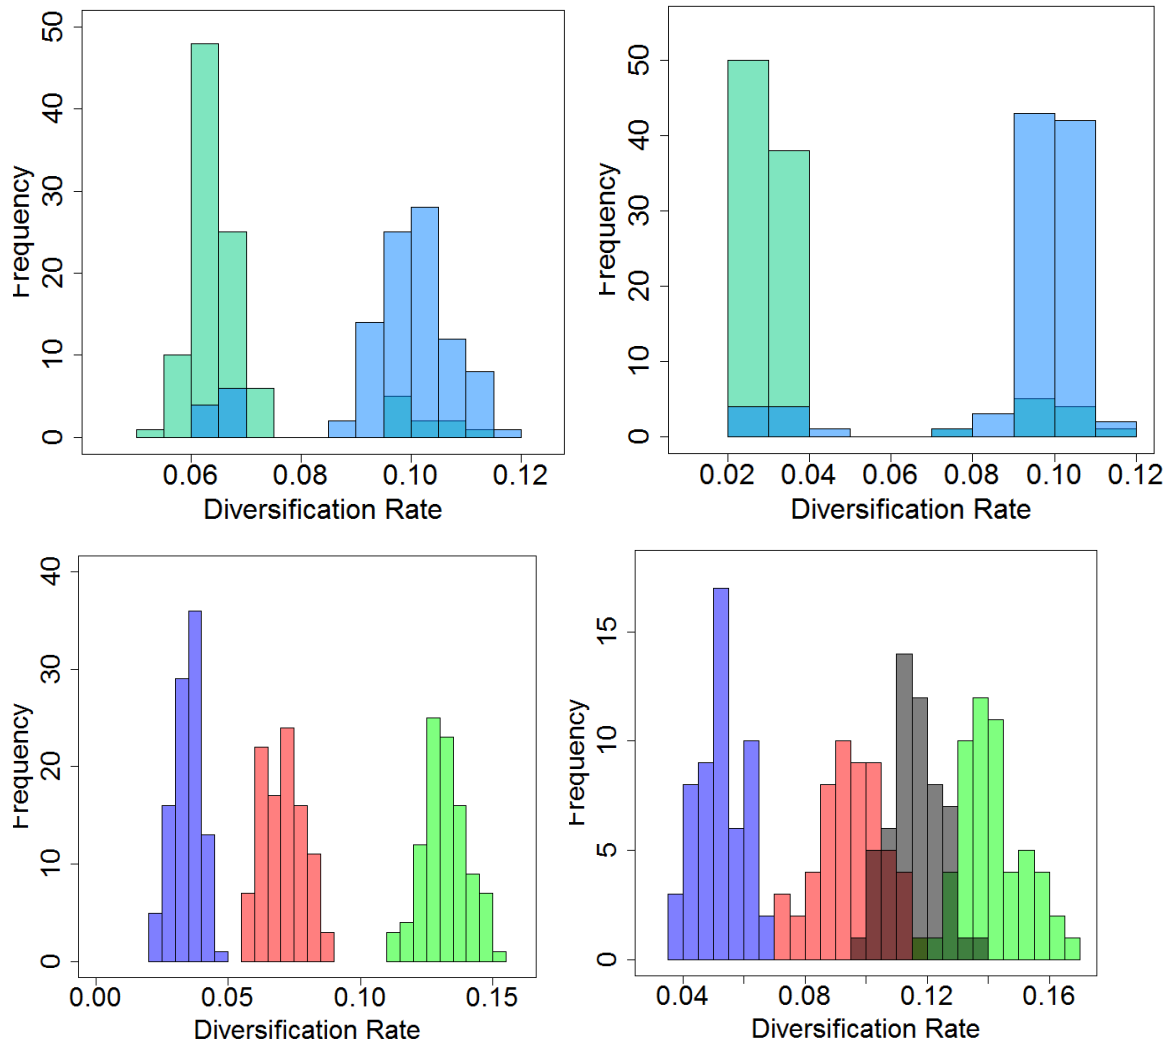 Frequency
50
40
30
20
10
0
0.06 0.08 0.10 0.12
Diversification Rate
Frequency
50
40
30
20
10
0
0.02 0.04 0.06 0.08 0.10 0.12
Diversification Rate
Frequency
40
30
20
10
0
0.00 0.05 0.10 0.15
Diversification Rate
Frequency
15
10
5
0
0.04 0.08 0.12 0.16
Diversification Rate